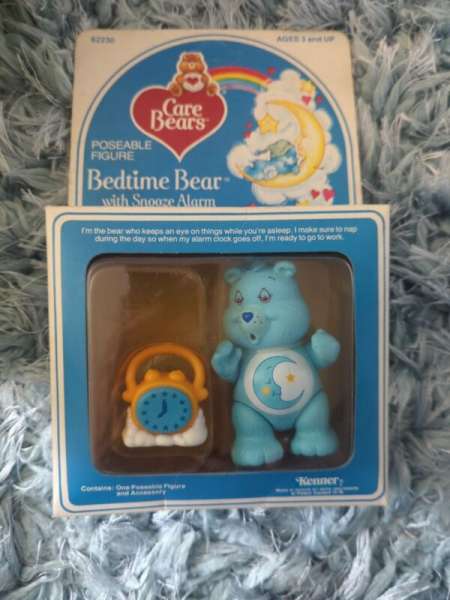 62230
AGES 3 and UP
Care
Bears™
POSEABLE
FIGURE
Bedtime Bear™
with Snooze Alarm
I'm the bear who keeps an eye on things while you're asleep. I make sure to nap
during the day so when my alarm clock goes off, I'm ready to go to work.
Contains: One Poseable Figure
and Accessory
Kenner